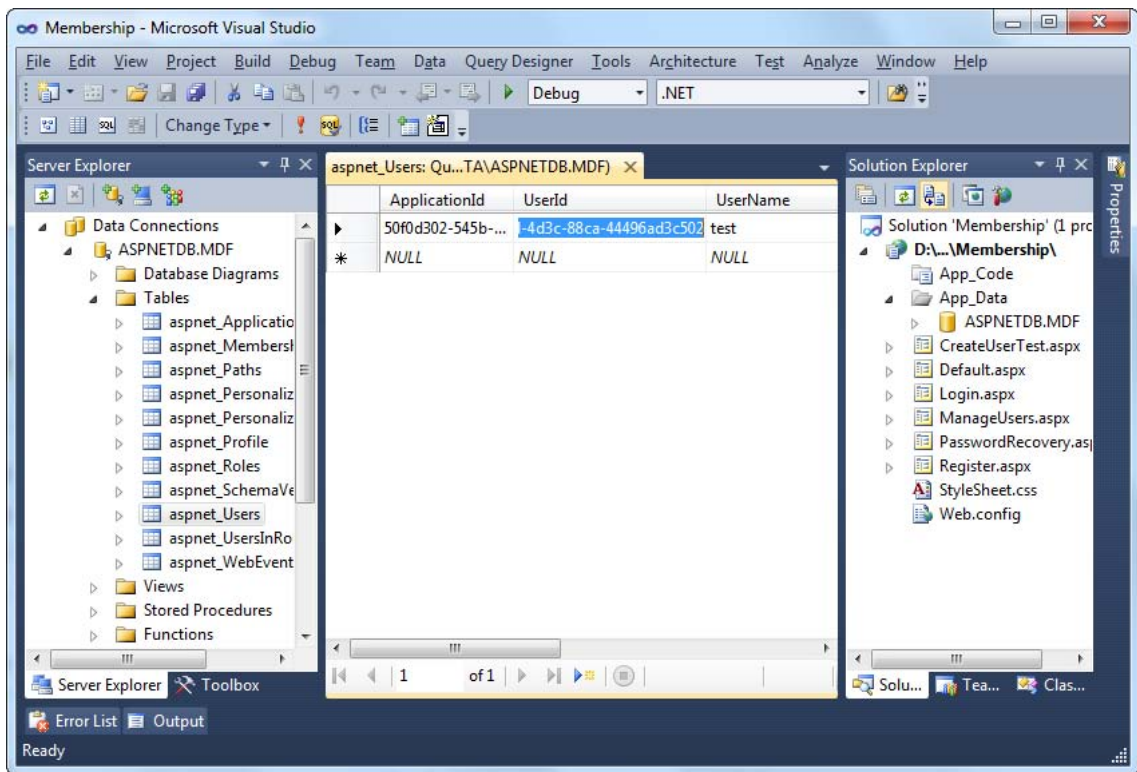 Membership - Microsoft Visual Studio
File Edit View Project Build Debug Team Data Query Designer Tools Architecture Test Analyze Window Help
Debug .NET
SQL Change Type SQL
Server Explorer
Data Connections
ASPNETDB.MDF
Database Diagrams
Tables
aspnet_Applicatio
aspnet_Membersh
aspnet_Paths
aspnet_Personaliz
aspnet_Personaliz
aspnet_Profile
aspnet_Roles
aspnet_SchemaVe
aspnet_Users
aspnet_UsersInRo
aspnet_WebEvent
Views
Stored Procedures
Functions
Server Explorer Toolbox
aspnet_Users: Qu...TA\ASPNETDB.MDF)
ApplicationId UserId UserName
50f0d302-545b-... -4d3c-88ca-44496ad3c502 test
NULL NULL NULL
1 of 1
Solution Explorer
Solution 'Membership' (1 prc
D:\...\Membership\
App_Code
App_Data
ASPNETDB.MDF
CreateUserTest.aspx
Default.aspx
Login.aspx
ManageUsers.aspx
PasswordRecovery.asp
Register.aspx
StyleSheet.css
Web.config
Solu... Tea... Clas...
Properties
Error List Output
Ready